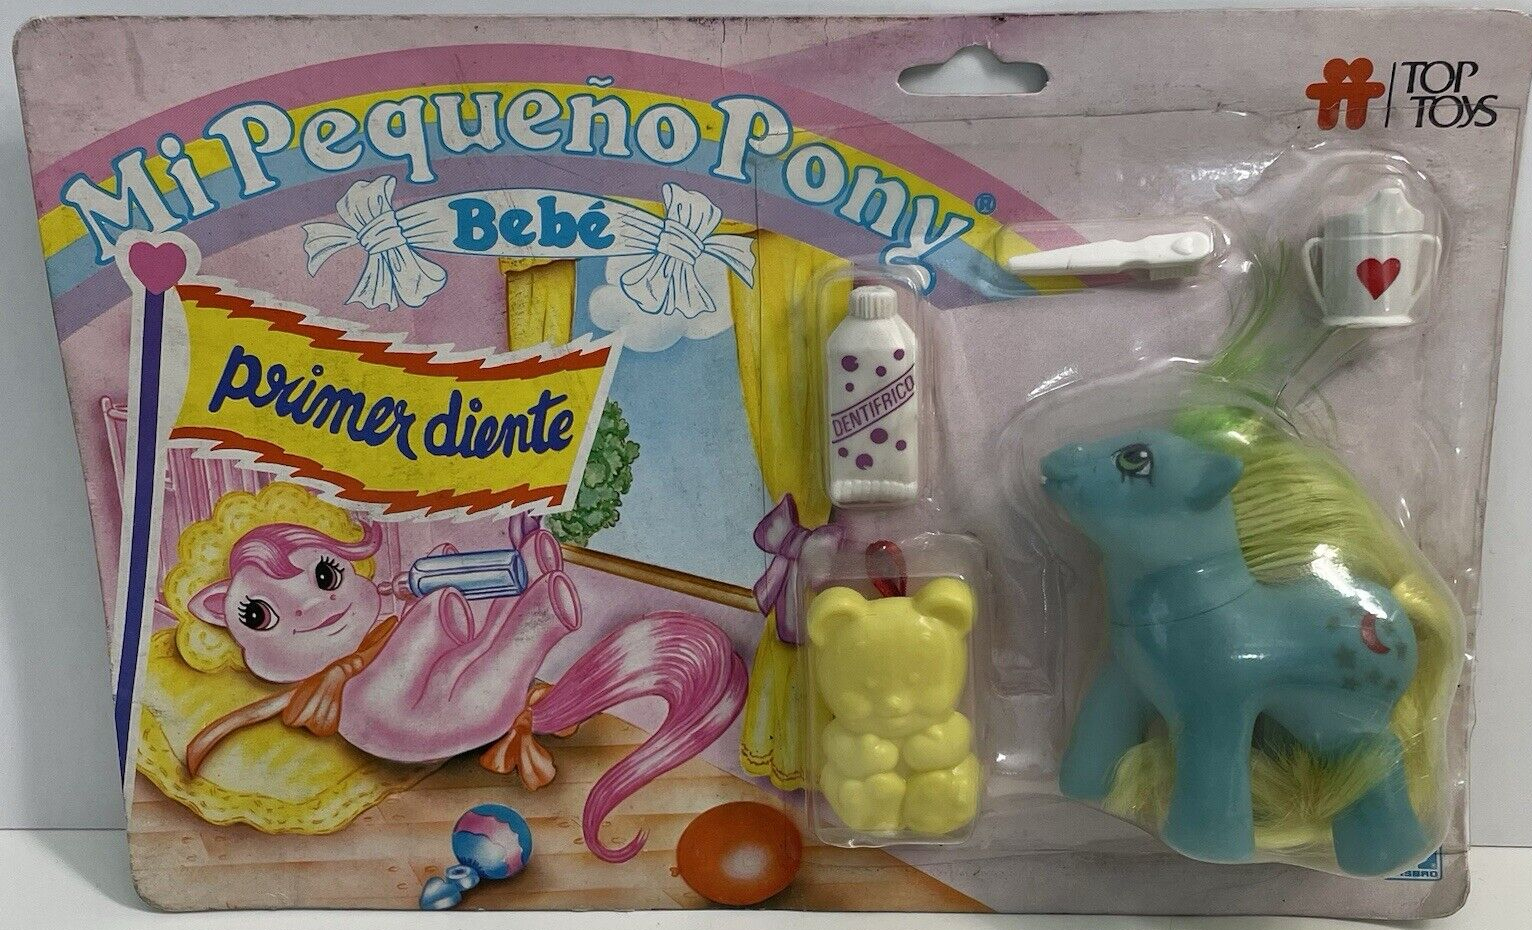 Mi Pequeño Pony®
Bebé
TOP
TOYS
primer diente
DENTIFRICO